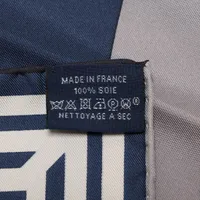 MADE IN FRANCE
100% SOIE
NETTOYAGE A SEC